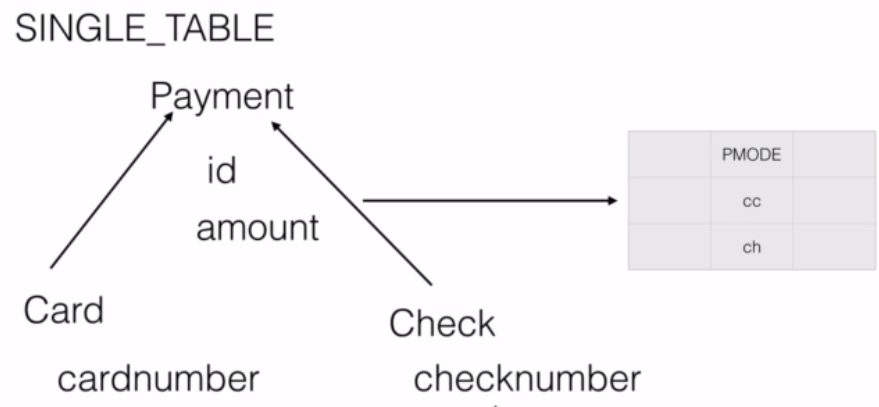 SINGLE_TABLE
Payment
id
amount
PMODE
cc
ch
Card
cardnumber
Check
checknumber